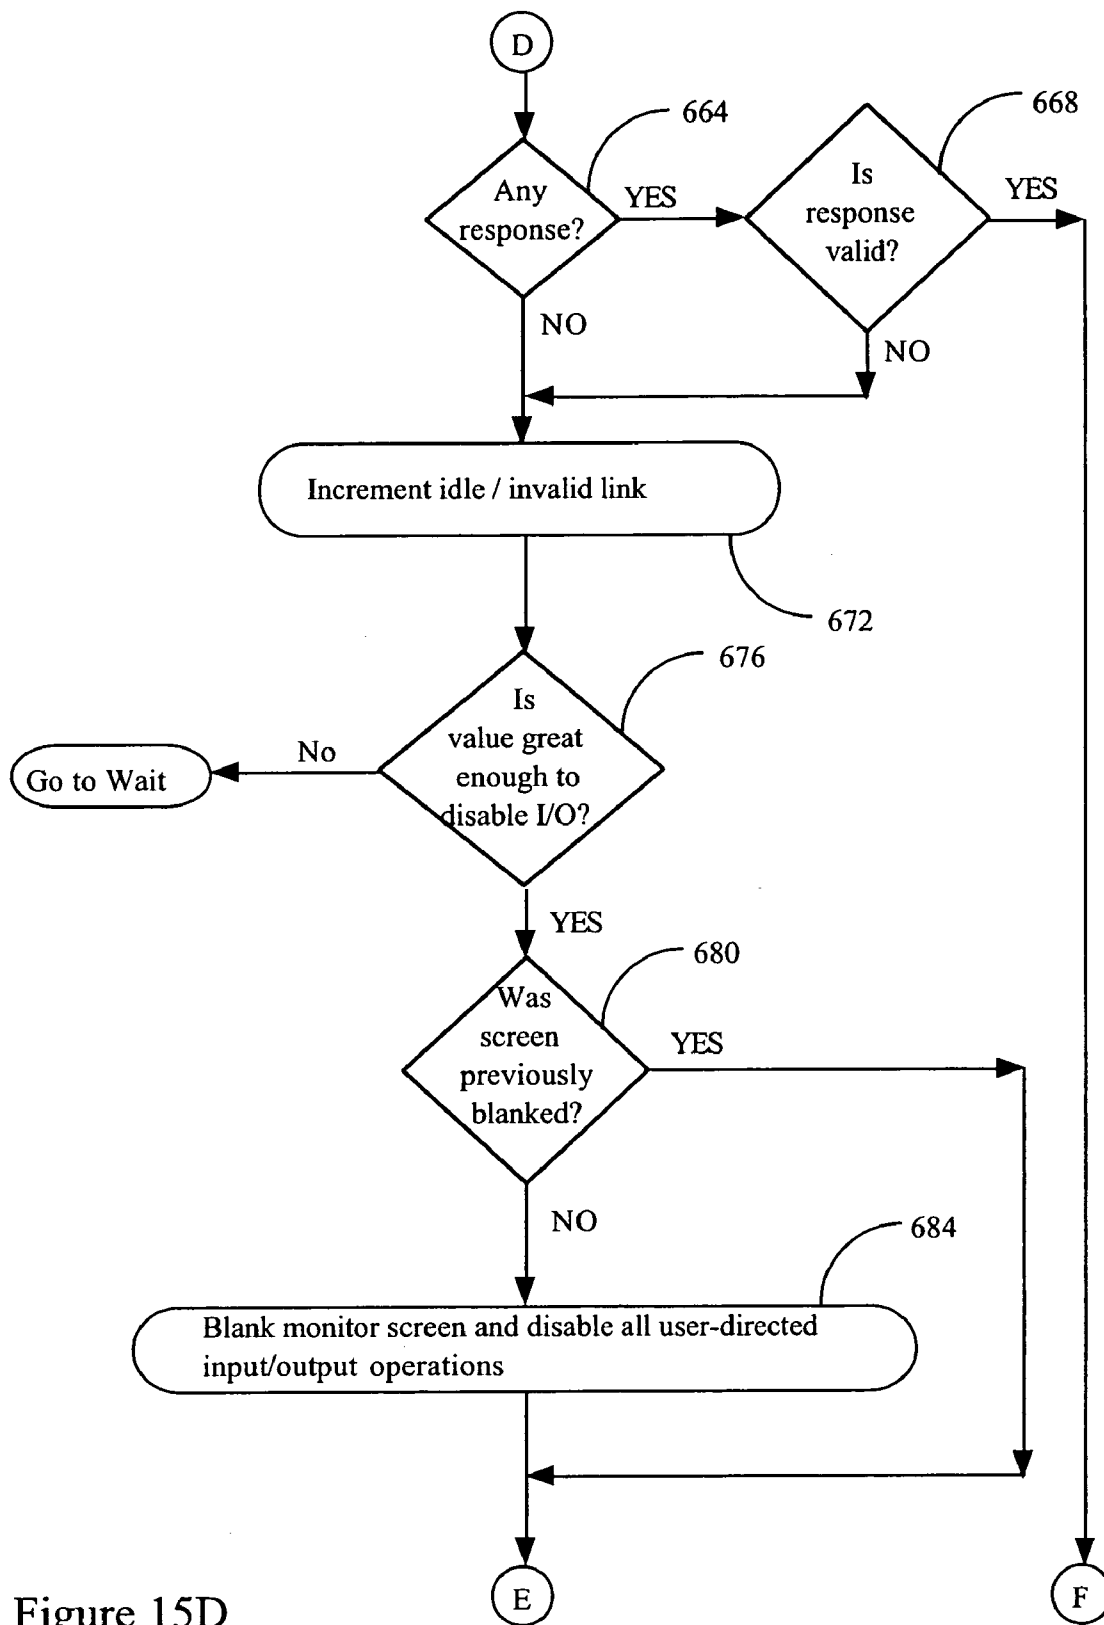 D
664
668
Any
response?
YES
Is
response
valid?
YES
NO
NO
Increment idle / invalid link
672
676
Is
value great
enough to
disable I/O?
No
Go to Wait
YES
680
Was
screen
previously
blanked?
YES
NO
684
Blank monitor screen and disable all user-directed
input/output operations
E
F
Figure 15D